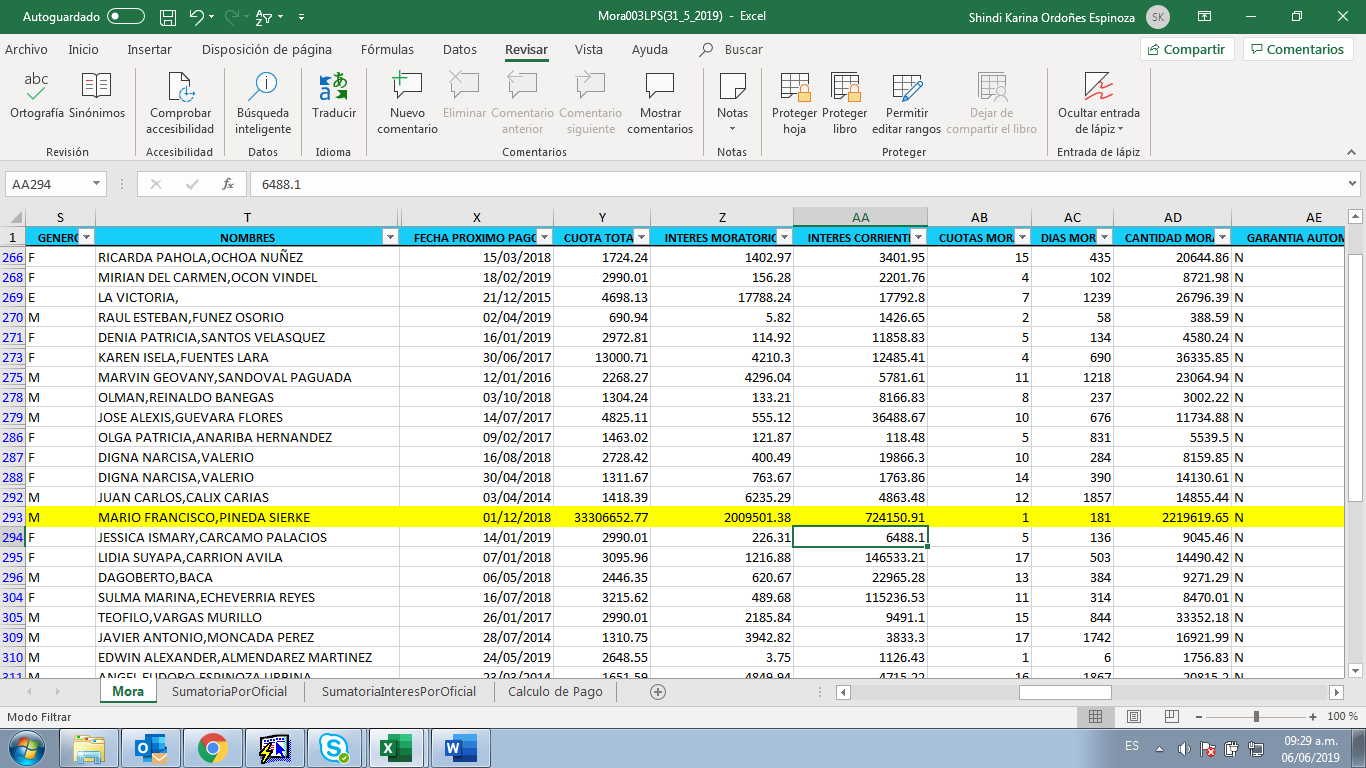 Autoguardado Mora003LPS(31_5_2019) - Excel Shindi Karina Ordoñes Espinoza SK
Archivo Inicio Insertar Disposición de página Fórmulas Datos Revisar Vista Ayuda Buscar Compartir Comentarios
Ortografía Sinónimos Comprobar accesibilidad Búsqueda inteligente Traducir Nuevo comentario Eliminar Comentario anterior Comentario siguiente Mostrar comentarios Notas Proteger hoja Proteger libro Permitir editar rangos Dejar de compartir el libro Ocultar entrada de lápiz
Revisión Accesibilidad Datos Idioma Comentarios Notas Proteger Entrada de lápiz
AA294 fx 6488.1
S T X Y Z AA AB AC AD AE
1 GENERO NOMBRES FECHA PROXIMO PAGO CUOTA TOTA INTERES MORATORIO INTERES CORRIENT CUOTAS MOR DIAS MOR CANTIDAD MOR GARANTIA AUTOM
266 F RICARDA PAHOLA,OCHOA NUÑEZ 15/03/2018 1724.24 1402.97 3401.95 15 435 20644.86 N
268 F MIRIAN DEL CARMEN,OCON VINDEL 18/02/2019 2990.01 156.28 2201.76 4 102 8721.98 N
269 E LA VICTORIA, 21/12/2015 4698.13 17788.24 17792.8 7 1239 26796.39 N
270 M RAUL ESTEBAN,FUNEZ OSORIO 02/04/2019 690.94 5.82 1426.65 2 58 388.59 N
271 F DENIA PATRICIA,SANTOS VELASQUEZ 16/01/2019 2972.81 114.92 11858.83 5 134 4580.24 N
273 F KAREN ISELA,FUENTES LARA 30/06/2017 13000.71 4210.3 12485.41 4 690 36335.85 N
275 M MARVIN GEOVANY,SANDOVAL PAGUADA 12/01/2016 2268.27 4296.04 5781.61 11 1218 23064.94 N
278 M OLMAN,REINALDO BANEGAS 03/10/2018 1304.24 133.21 8166.83 8 237 3002.22 N
279 M JOSE ALEXIS,GUEVARA FLORES 14/07/2017 4825.11 555.12 36488.67 10 676 11734.88 N
286 F OLGA PATRICIA,ANARIBA HERNANDEZ 09/02/2017 1463.02 121.87 118.48 5 831 5539.5 N
287 F DIGNA NARCISA,VALERIO 16/08/2018 2728.42 400.49 19866.3 10 284 8159.85 N
288 F DIGNA NARCISA,VALERIO 30/04/2018 1311.67 763.67 1763.86 14 390 14130.61 N
292 M JUAN CARLOS,CALIX CARIAS 03/04/2014 1418.39 6235.29 4863.48 12 1857 14855.44 N
293 M MARIO FRANCISCO,PINEDA SIERKE 01/12/2018 33306652.77 2009501.38 724150.91 1 181 2219619.65 N
294 F JESSICA ISMARY,CARCAMO PALACIOS 14/01/2019 2990.01 226.31 6488.1 5 136 9045.46 N
295 F LIDIA SUYAPA,CARRION AVILA 07/01/2018 3095.96 1216.88 146533.21 17 503 14490.42 N
296 M DAGOBERTO,BACA 06/05/2018 2446.35 620.67 22965.28 13 384 9271.29 N
304 F SULMA MARINA,ECHEVERRIA REYES 16/07/2018 3215.62 489.68 115236.53 11 314 8470.01 N
305 M TEOFILO,VARGAS MURILLO 26/01/2017 2990.01 2185.84 9491.1 15 844 33352.18 N
309 M JAVIER ANTONIO,MONCADA PEREZ 28/07/2014 1310.75 3942.82 3833.3 17 1742 16921.99 N
310 M EDWIN ALEXANDER,ALMENDAREZ MARTINEZ 24/05/2019 2648.55 3.75 1126.43 1 6 1756.83 N
311 M ANGEL EUDORO,ESPINOZA URBINA 23/03/2014 1651.59 4849.94 4715.22 16 1867 20815.2 N
Mora SumatoriaPorOficial SumatoriaInteresPorOficial Calculo de Pago
Modo Filtrar 100 %
ES 09:29 a.m.
06/06/2019